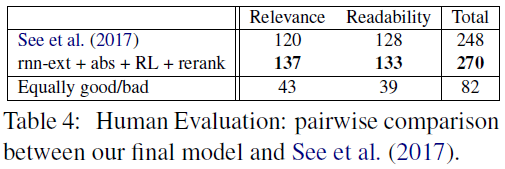 Relevance Readability Total
See et al. (2017) 120 128 248
rnn-ext + abs + RL + rerank 137 133 270
Equally good/bad 43 39 82
Table 4: Human Evaluation: pairwise comparison
between our final model and See et al. (2017).